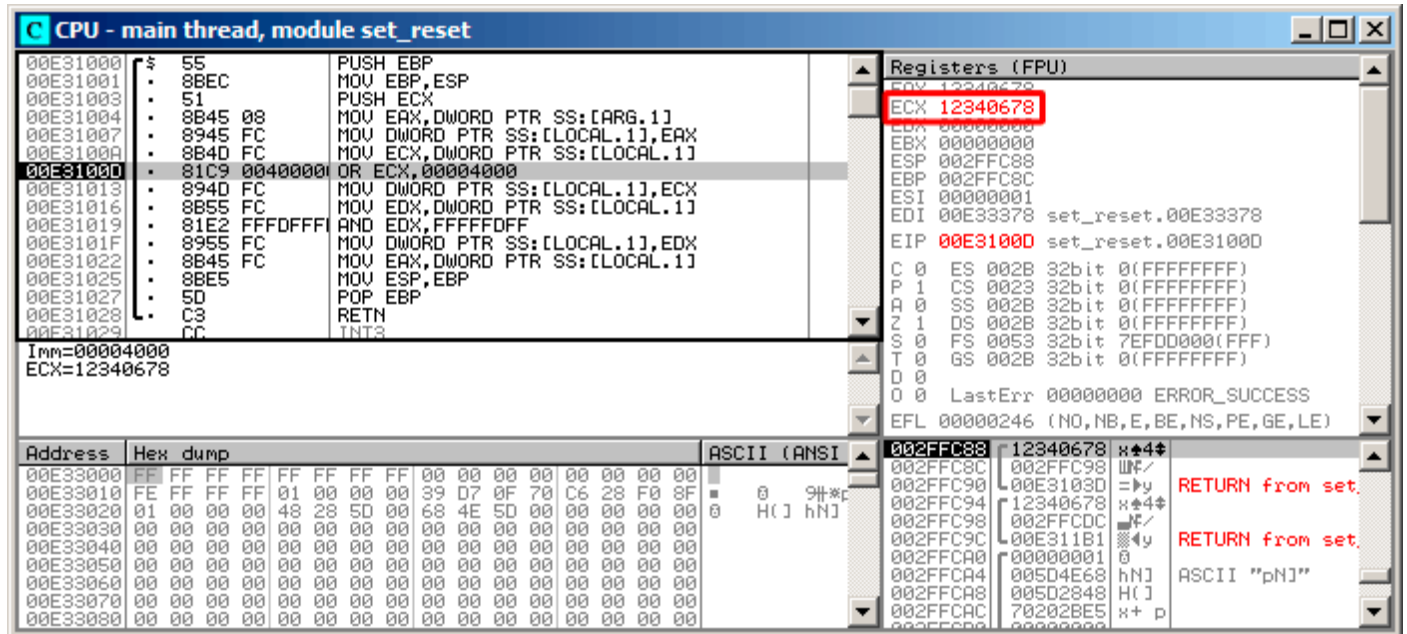 C CPU - main thread, module set_reset
00E31000 $ 55 PUSH EBP
00E31001 . 8BEC MOV EBP,ESP
00E31003 . 51 PUSH ECX
00E31004 . 8B45 08 MOV EAX,DWORD PTR SS:[ARG.1]
00E31007 . 8945 FC MOV DWORD PTR SS:[LOCAL.1],EAX
00E3100A . 8B4D FC MOV ECX,DWORD PTR SS:[LOCAL.1]
00E3100D . 81C9 0040000 OR ECX,00004000
00E31013 . 894D FC MOV DWORD PTR SS:[LOCAL.1],ECX
00E31016 . 8B55 FC MOV EDX,DWORD PTR SS:[LOCAL.1]
00E31019 . 81E2 FFFDFFF AND EDX,FFFFFDFF
00E3101F . 8955 FC MOV DWORD PTR SS:[LOCAL.1],EDX
00E31022 . 8B45 FC MOV EAX,DWORD PTR SS:[LOCAL.1]
00E31025 . 8BE5 MOV ESP,EBP
00E31027 . 5D POP EBP
00E31028 . C3 RETN
00E31029 CC INT3
Imm=00004000
ECX=12340678
Registers (FPU)
EAX 12340678
ECX 12340678
EDX 00000000
EBX 00000000
ESP 002FFC88
EBP 002FFC8C
ESI 00000001
EDI 00E33378 set_reset.00E33378
EIP 00E3100D set_reset.00E3100D
C 0 ES 002B 32bit 0(FFFFFFFF)
P 1 CS 0023 32bit 0(FFFFFFFF)
A 0 SS 002B 32bit 0(FFFFFFFF)
Z 1 DS 002B 32bit 0(FFFFFFFF)
S 0 FS 0053 32bit 7EFDD000(FFF)
T 0 GS 002B 32bit 0(FFFFFFFF)
D 0
O 0 LastErr 00000000 ERROR_SUCCESS
EFL 00000246 (NO,NB,E,BE,NS,PE,GE,LE)
Address Hex dump ASCII (ANSI
00E33000 FF FF FF FF FF FF FF FF 00 00 00 00 00 00 00 00
00E33010 FE FF FF FF 01 00 00 00 39 D7 0F 70 C6 28 F0 8F
00E33020 01 00 00 00 48 28 5D 00 68 4E 5D 00 00 00 00 00 H(] hN]
00E33030 00 00 00 00 00 00 00 00 00 00 00 00 00 00 00 00
00E33040 00 00 00 00 00 00 00 00 00 00 00 00 00 00 00 00
00E33050 00 00 00 00 00 00 00 00 00 00 00 00 00 00 00 00
00E33060 00 00 00 00 00 00 00 00 00 00 00 00 00 00 00 00
00E33070 00 00 00 00 00 00 00 00 00 00 00 00 00 00 00 00
00E33080 00 00 00 00 00 00 00 00 00 00 00 00 00 00 00 00
002FFC88 12340678 x♠4↕
002FFC8C 002FFC98
002FFC90 00E3103D RETURN from set_
002FFC94 12340678 x♠4↕
002FFC98 002FFCDC
002FFC9C 00E311B1 RETURN from set_
002FFCA0 00000001
002FFCA4 005D4E68 hN] ASCII "pN]"
002FFCA8 005D2848 H(]
002FFCAC 70202BE5 x+ p